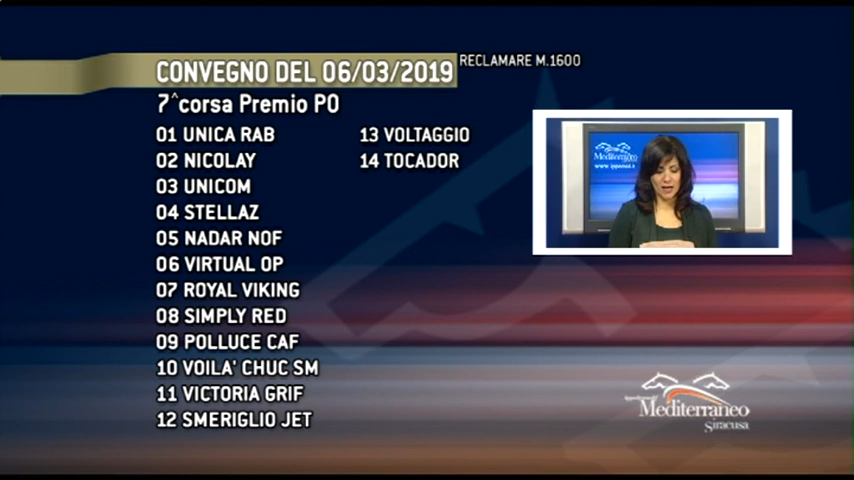 CONVEGNO DEL 06/03/2019
RECLAMARE M.1600
7^corsa Premio PO
01 UNICA RAB
02 NICOLAY
03 UNICOM
04 STELLAZ
05 NADAR NOF
06 VIRTUAL OP
07 ROYAL VIKING
08 SIMPLY RED
09 POLLUCE CAF
10 VOILA' CHUC SM
11 VICTORIA GRIF
12 SMERIGLIO JET
13 VOLTAGGIO
14 TOCADOR
Mediterraneo
Mediterraneo
Siracusa